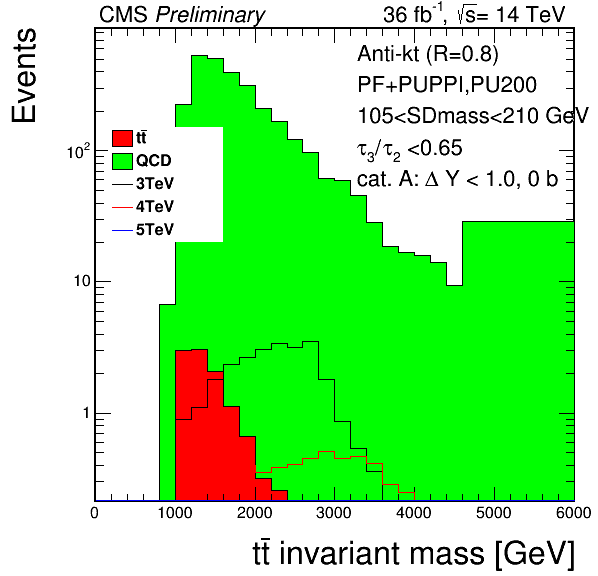 CMS Preliminary
36 fb⁻¹, √s= 14 TeV
Events
Anti-kt (R=0.8)
PF+PUPPI,PU200
105<SDmass<210 GeV
τ₃/τ₂ <0.65
cat. A: Δ Y < 1.0, 0 b
tt̄
QCD
3TeV
4TeV
5TeV
10²
10
1
0 1000 2000 3000 4000 5000 6000
tt̄ invariant mass [GeV]